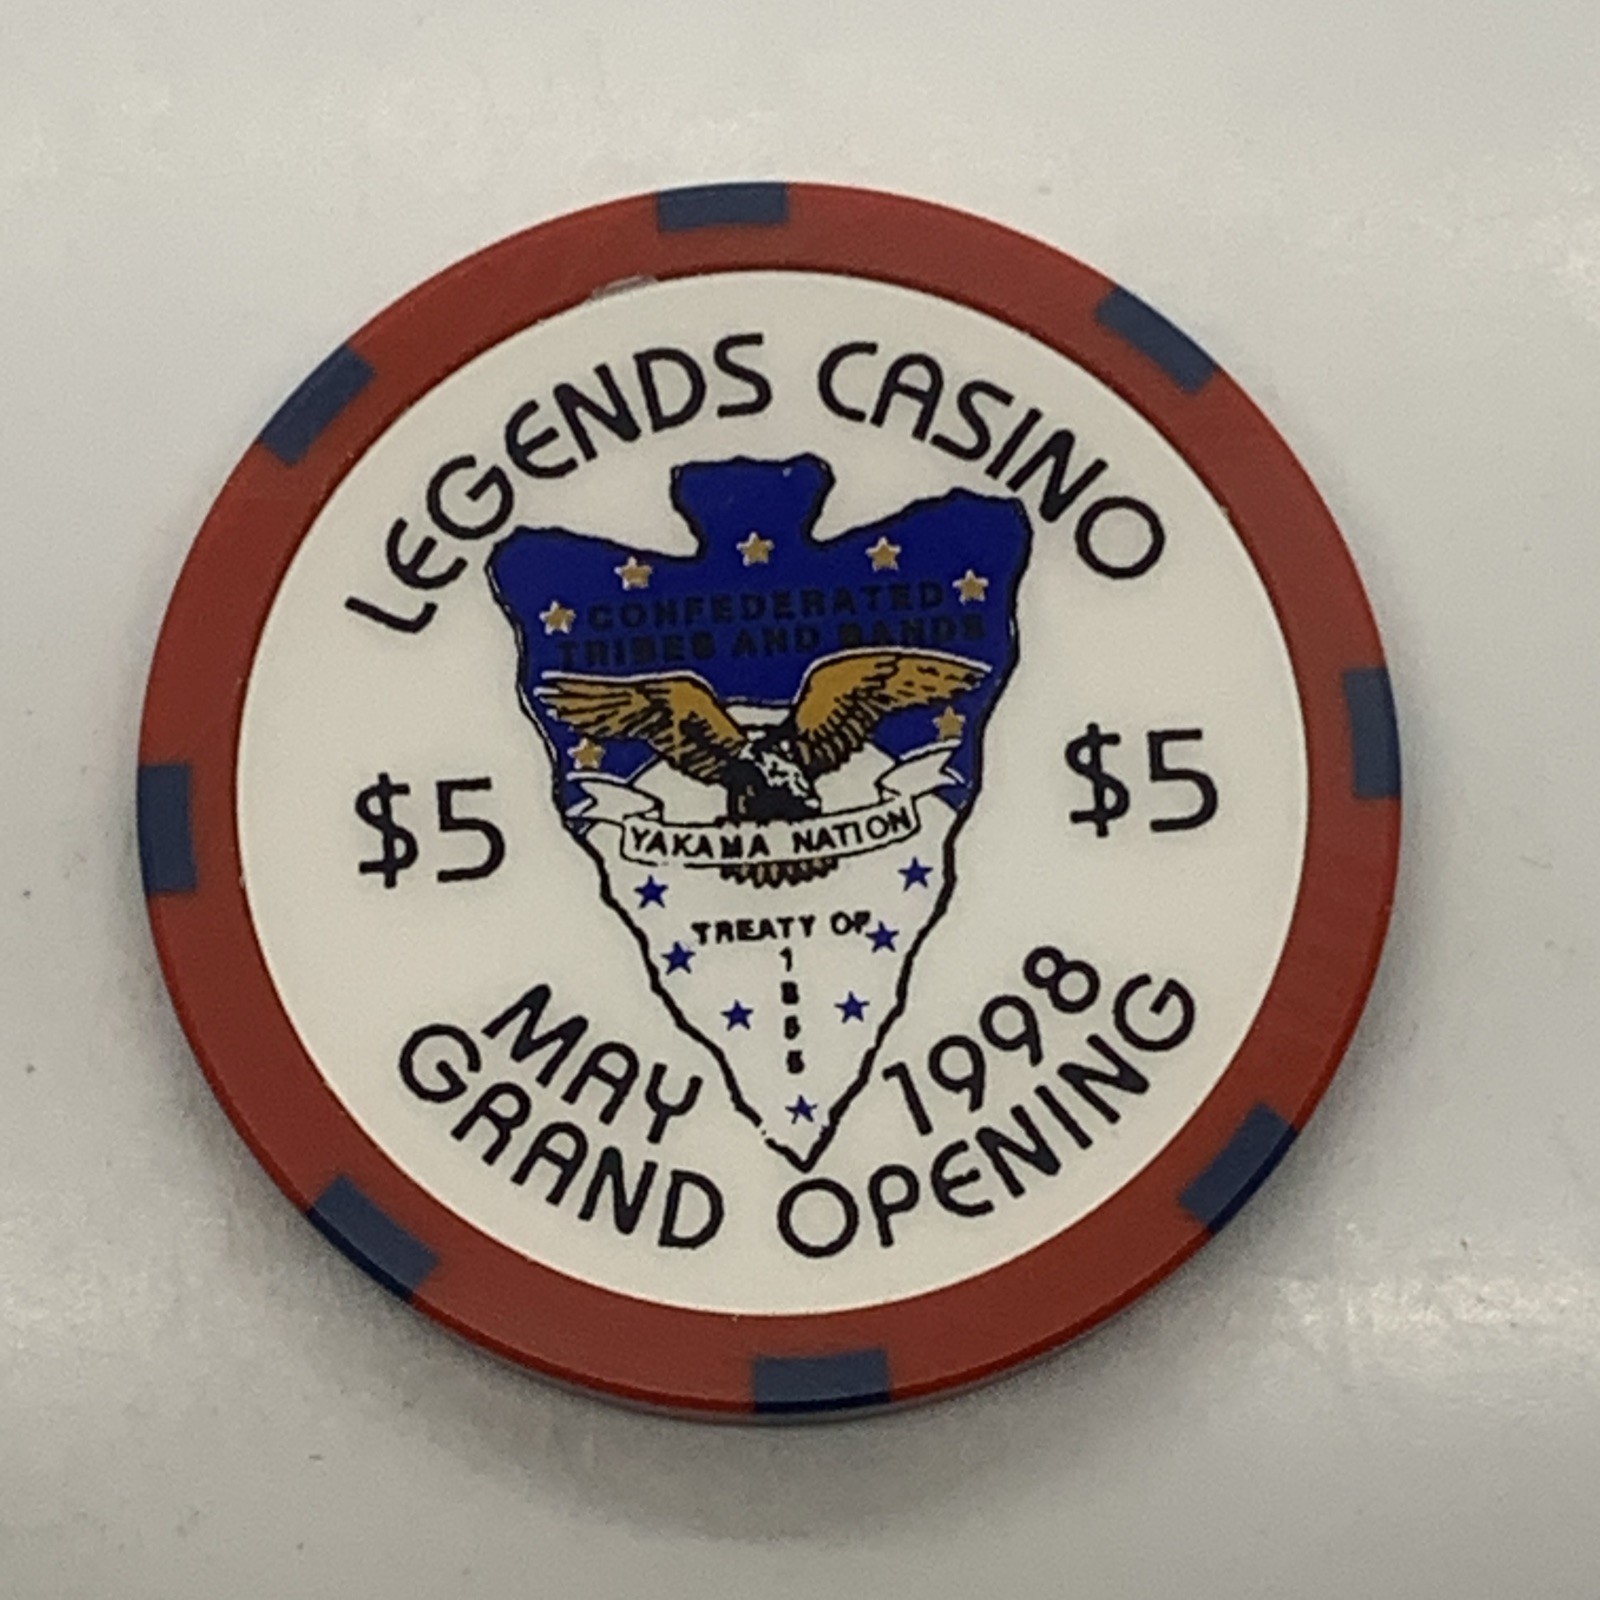 LEGENDS CASINO
CONFEDERATED
TRIBES AND BANDS
$5
$5
YAKAMA NATION
TREATY OF
1
8
5
5
MAY 1998
GRAND OPENING